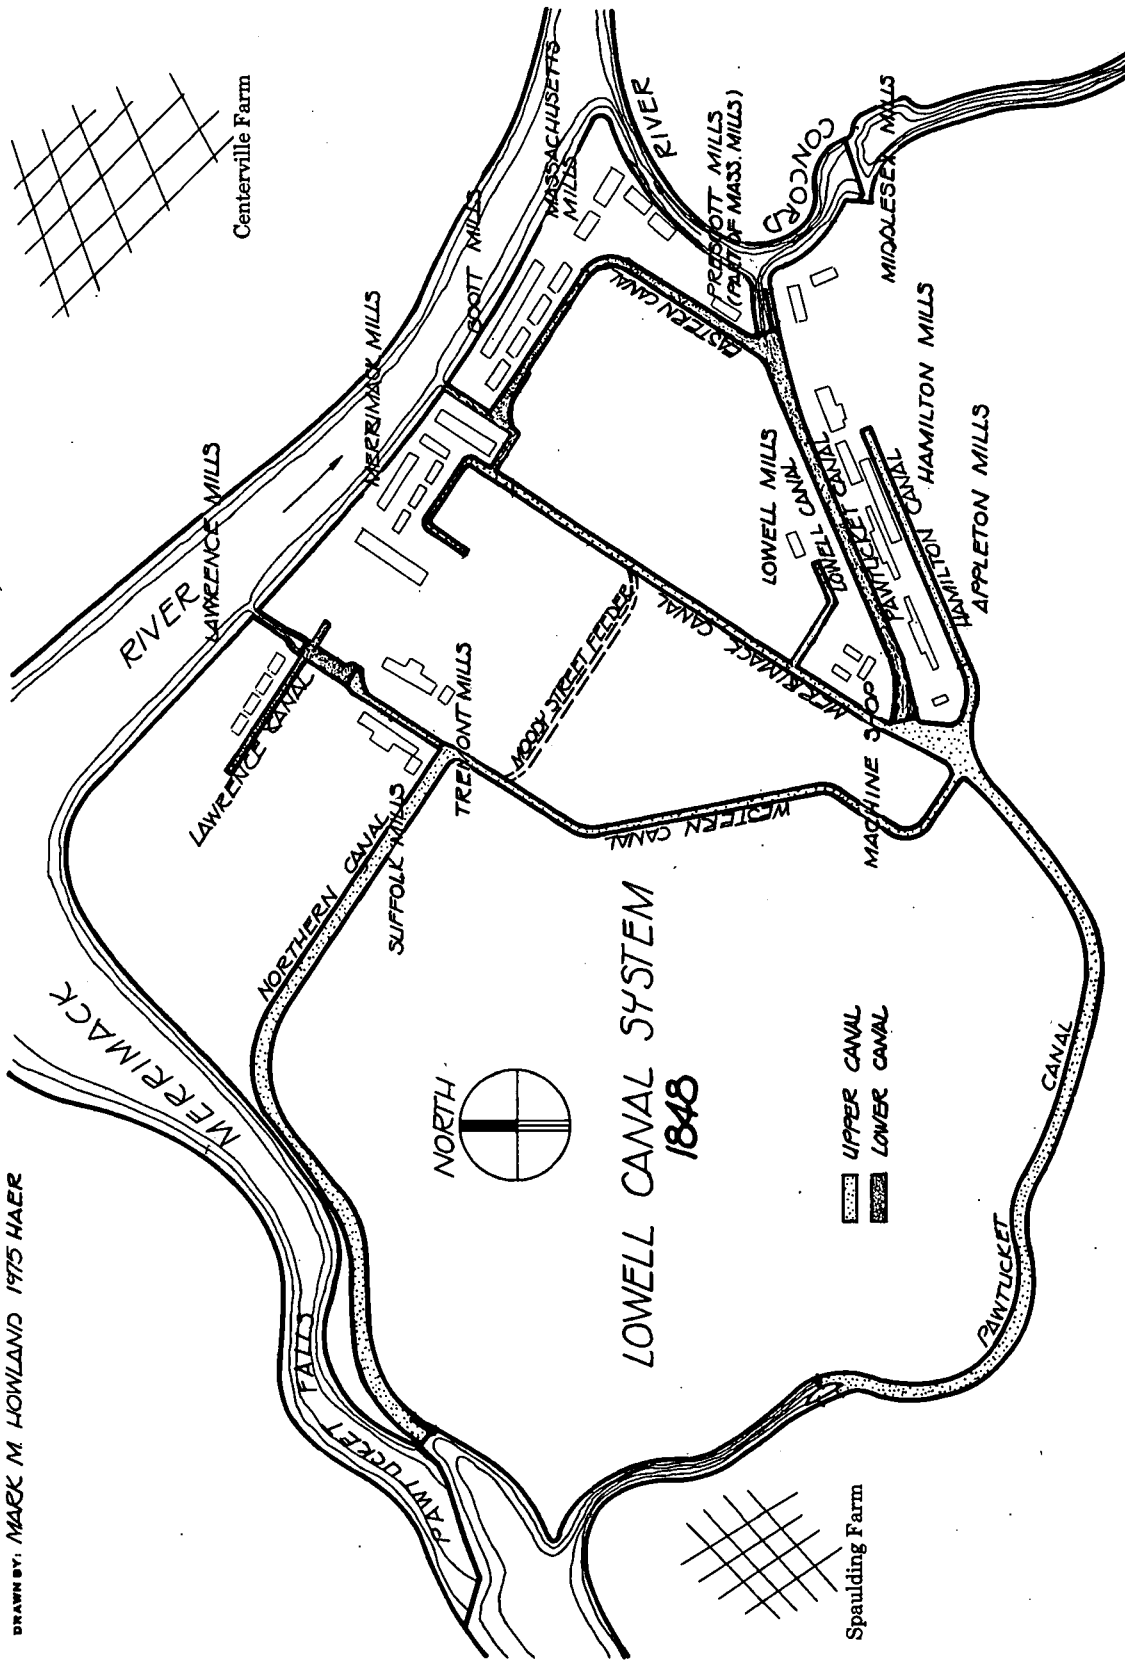 DRAWN BY: MARK M. HOWLAND 1975 HAER
Centerville Farm
MERRIMACK
RIVER
PAWTUCKET FALLS
LAWRENCE MILLS
LAWRENCE CANAL
MERRIMACK MILLS
BOOTT MILLS
MASSACHUSETTS
MILLS
CONCORD
RIVER
PRESCOTT MILLS
(PART OF MASS. MILLS)
MIDDLESEX MILLS
EASTERN CANAL
NORTHERN CANAL
SUFFOLK MILLS
TREMONT MILLS
MOODY STREET FEEDER
MERRIMACK CANAL
WESTERN CANAL
LOWELL MILLS
LOWELL CANAL
PAWTUCKET CANAL
HAMILTON CANAL
HAMILTON MILLS
APPLETON MILLS
MACHINE SHOP
NORTH
LOWELL CANAL SYSTEM
1848
UPPER CANAL
LOWER CANAL
PAWTUCKET CANAL
Spaulding Farm